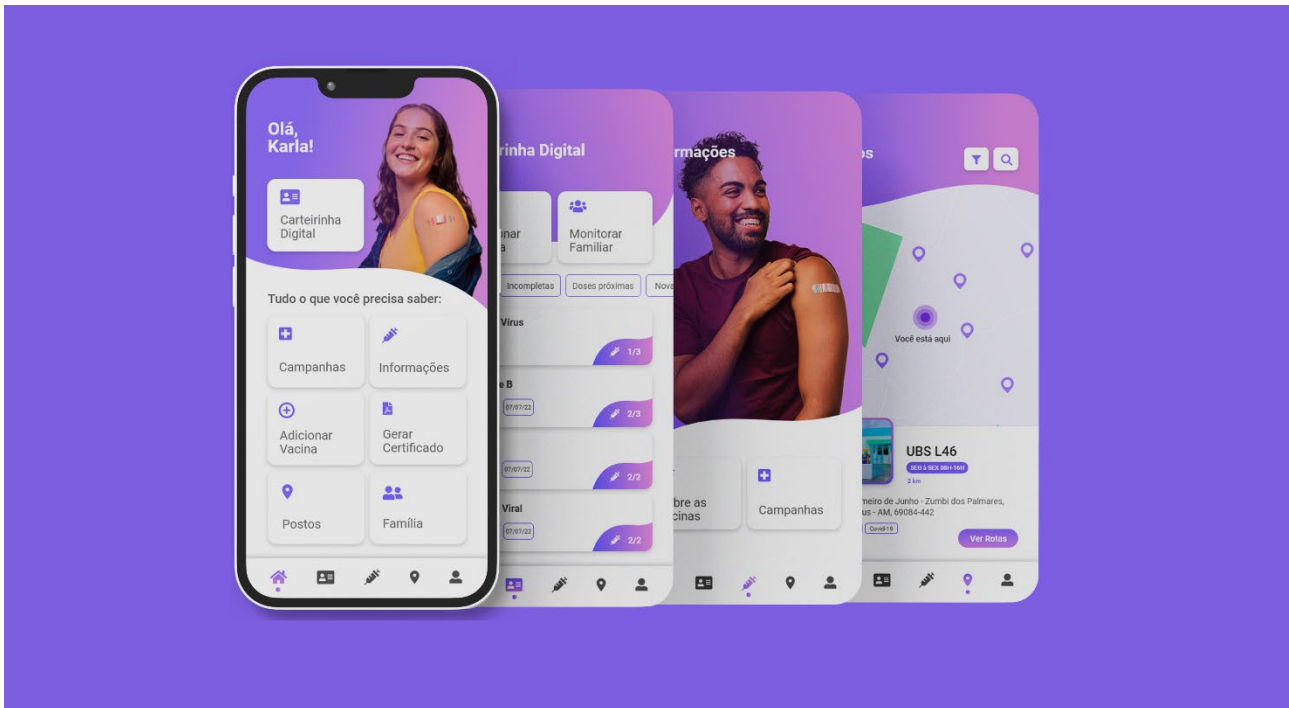 Olá,
Karla!
Carteirinha
Digital
Tudo o que você precisa saber:
Campanhas
Informações
Adicionar
Vacina
Gerar
Certificado
Postos
Família
rinha Digital
Monitorar
Familiar
Incompletas
Doses próximas
Nova
Vírus
1/3
e B
07/07/22
2/3
07/07/22
2/2
Viral
07/07/22
2/2
rmações
bre as
cinas
Campanhas
os
Você está aqui
UBS L46
SEG à SEX 08H-16H
2 km
meiro de Junho - Zumbi dos Palmares,
us - AM, 69084-442
Covid-19
Ver Rotas